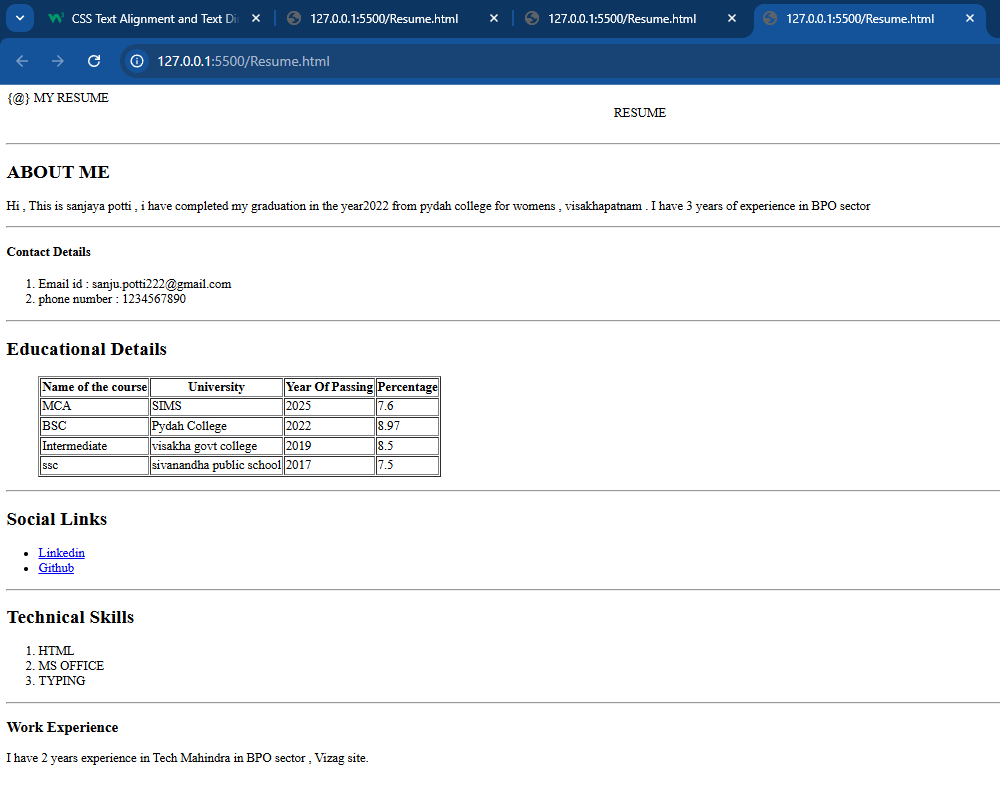 CSS Text Alignment and Text Di
127.0.0.1:5500/Resume.html
127.0.0.1:5500/Resume.html
127.0.0.1:5500/Resume.html
127.0.0.1:5500/Resume.html
{@} MY RESUME
RESUME
ABOUT ME
Hi , This is sanjaya potti , i have completed my graduation in the year2022 from pydah college for womens , visakhapatnam . I have 3 years of experience in BPO sector
Contact Details
1. Email id : sanju.potti222@gmail.com
2. phone number : 1234567890
Educational Details
Name of the course University Year Of Passing Percentage
MCA SIMS 2025 7.6
BSC Pydah College 2022 8.97
Intermediate visakha govt college 2019 8.5
ssc sivanandha public school 2017 7.5
Social Links
• Linkedin
• Github
Technical Skills
1. HTML
2. MS OFFICE
3. TYPING
Work Experience
I have 2 years experience in Tech Mahindra in BPO sector , Vizag site.